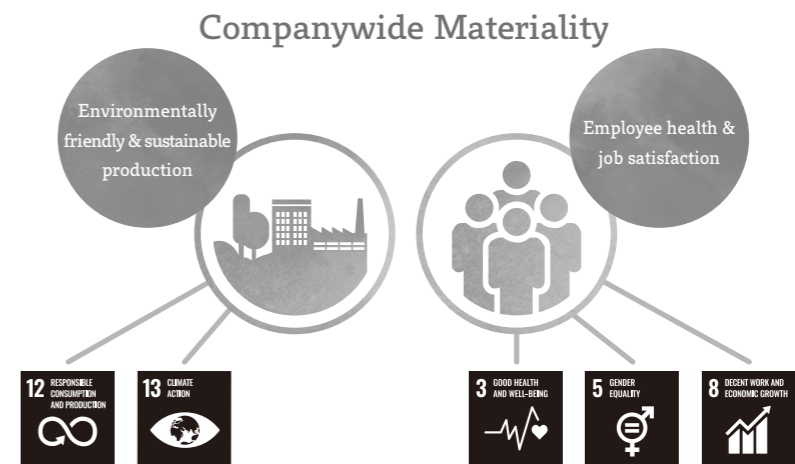 Companywide Materiality
Environmentally
friendly & sustainable
production
Employee health &
job satisfaction
12 RESPONSIBLE
CONSUMPTION
AND PRODUCTION
13 CLIMATE
ACTION
3 GOOD HEALTH
AND WELL-BEING
5 GENDER
EQUALITY
8 DECENT WORK AND
ECONOMIC GROWTH